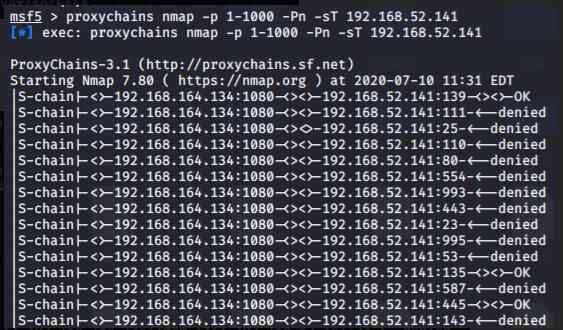 msf5 > proxychains nmap -p 1-1000 -Pn -sT 192.168.52.141
[*] exec: proxychains nmap -p 1-1000 -Pn -sT 192.168.52.141
ProxyChains-3.1 (http://proxychains.sf.net)
Starting Nmap 7.80 ( https://nmap.org ) at 2020-07-10 11:31 EDT
|S-chain|-<>-192.168.164.134:1080-<><>-192.168.52.141:139-<><>-OK
|S-chain|-<>-192.168.164.134:1080-<><>-192.168.52.141:111-<--denied
|S-chain|-<>-192.168.164.134:1080-<><>-192.168.52.141:25-<--denied
|S-chain|-<>-192.168.164.134:1080-<><>-192.168.52.141:110-<--denied
|S-chain|-<>-192.168.164.134:1080-<><>-192.168.52.141:80-<--denied
|S-chain|-<>-192.168.164.134:1080-<><>-192.168.52.141:554-<--denied
|S-chain|-<>-192.168.164.134:1080-<><>-192.168.52.141:993-<--denied
|S-chain|-<>-192.168.164.134:1080-<><>-192.168.52.141:443-<--denied
|S-chain|-<>-192.168.164.134:1080-<><>-192.168.52.141:23-<--denied
|S-chain|-<>-192.168.164.134:1080-<><>-192.168.52.141:995-<--denied
|S-chain|-<>-192.168.164.134:1080-<><>-192.168.52.141:53-<--denied
|S-chain|-<>-192.168.164.134:1080-<><>-192.168.52.141:135-<><>-OK
|S-chain|-<>-192.168.164.134:1080-<><>-192.168.52.141:587-<--denied
|S-chain|-<>-192.168.164.134:1080-<><>-192.168.52.141:445-<><>-OK
|S-chain|-<>-192.168.164.134:1080-<><>-192.168.52.141:143-<--denied